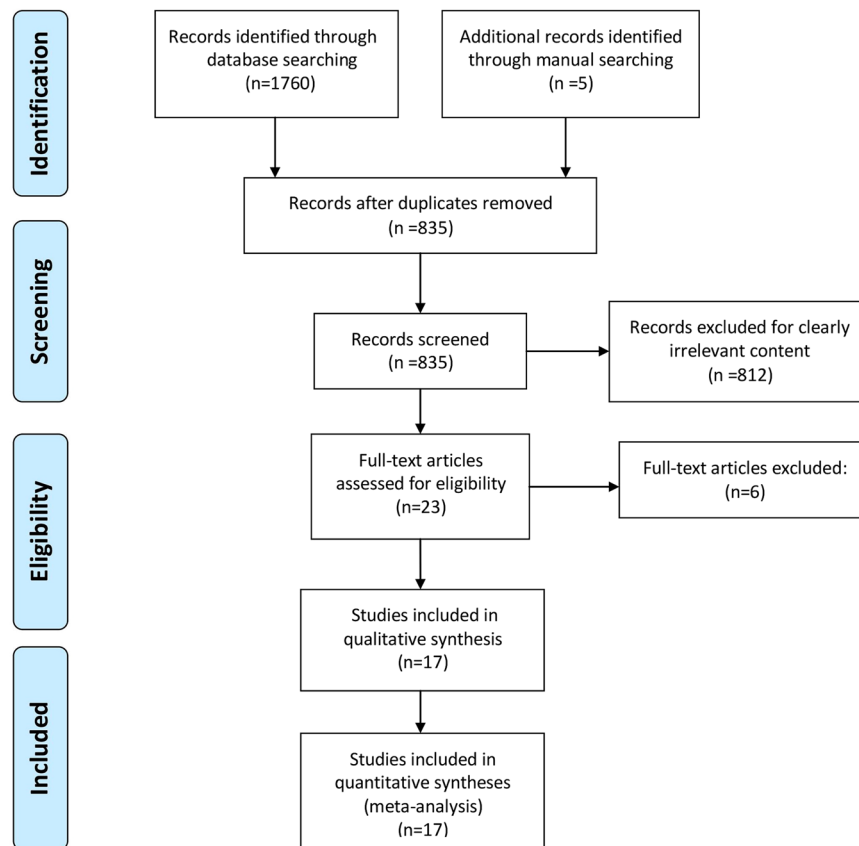 Identification
Records identified through
database searching
(n=1760)
Additional records identified
through manual searching
(n =5)
Records after duplicates removed
(n =835)
Screening
Records screened
(n=835)
Records excluded for clearly
irrelevant content
(n =812)
Eligibility
Full-text articles
assessed for eligibility
(n=23)
Full-text articles excluded:
(n=6)
Studies included in
qualitative synthesis
(n=17)
Included
Studies included in
quantitative syntheses
(meta-analysis)
(n=17)